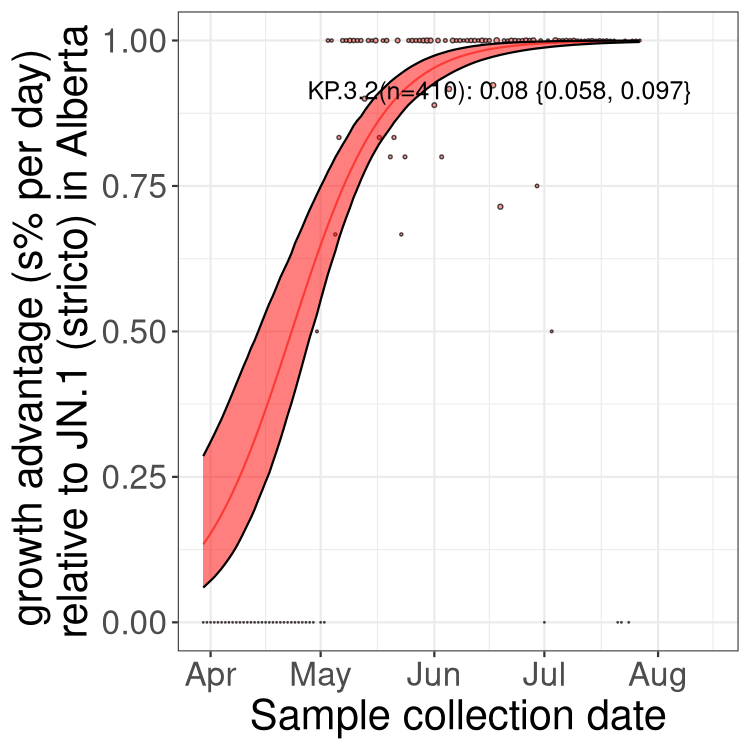 growth advantage (s% per day)
relative to JN.1 (stricto) in Alberta
1.00
0.75
0.50
0.25
0.00
KP.3.2(n=410): 0.08 {0.058, 0.097}
Apr May Jun Jul Aug
Sample collection date